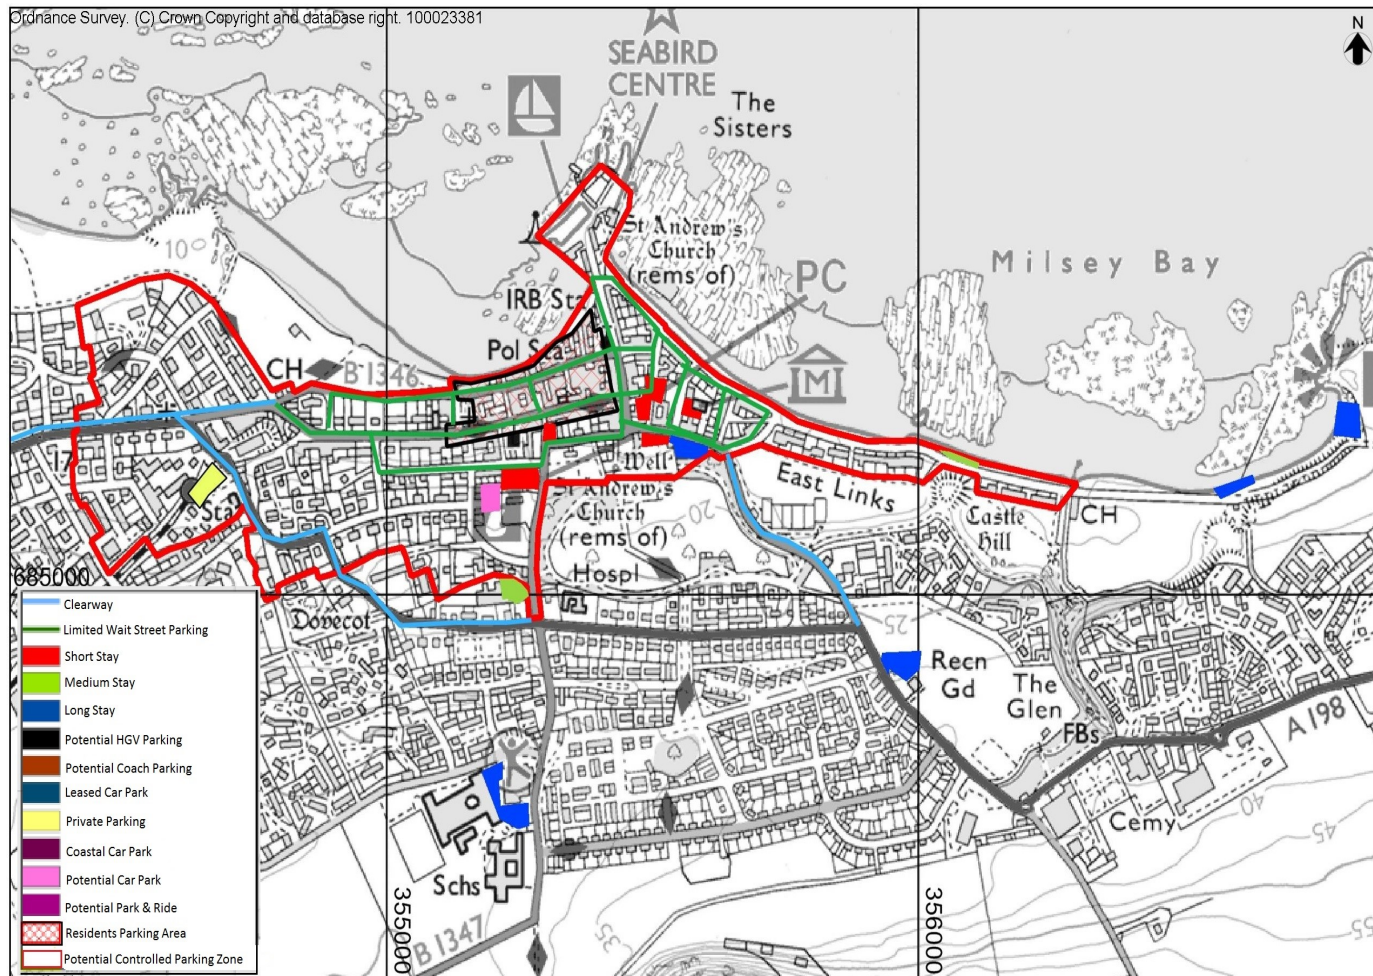 Ordnance Survey. (C) Crown Copyright and database right. 100023381
N
SEABIRD
CENTRE
The
Sisters
St Andrew's
Church
(rems of)
PC
Milsey Bay
IRB Sta
Pol Sta
10
CH
B 1346
M
17
Sta
Well
St Andrew's
Church
(rems of)
20
East Links
Castle
Hill
CH
685000
Hospl
Dovecot
25
Recn
Gd
The
Glen
FBs
A 198
Cemy
40
45
Schs
B 1347
355000
35
356000
55
Clearway
Limited Wait Street Parking
Short Stay
Medium Stay
Long Stay
Potential HGV Parking
Potential Coach Parking
Leased Car Park
Private Parking
Coastal Car Park
Potential Car Park
Potential Park & Ride
Residents Parking Area
Potential Controlled Parking Zone